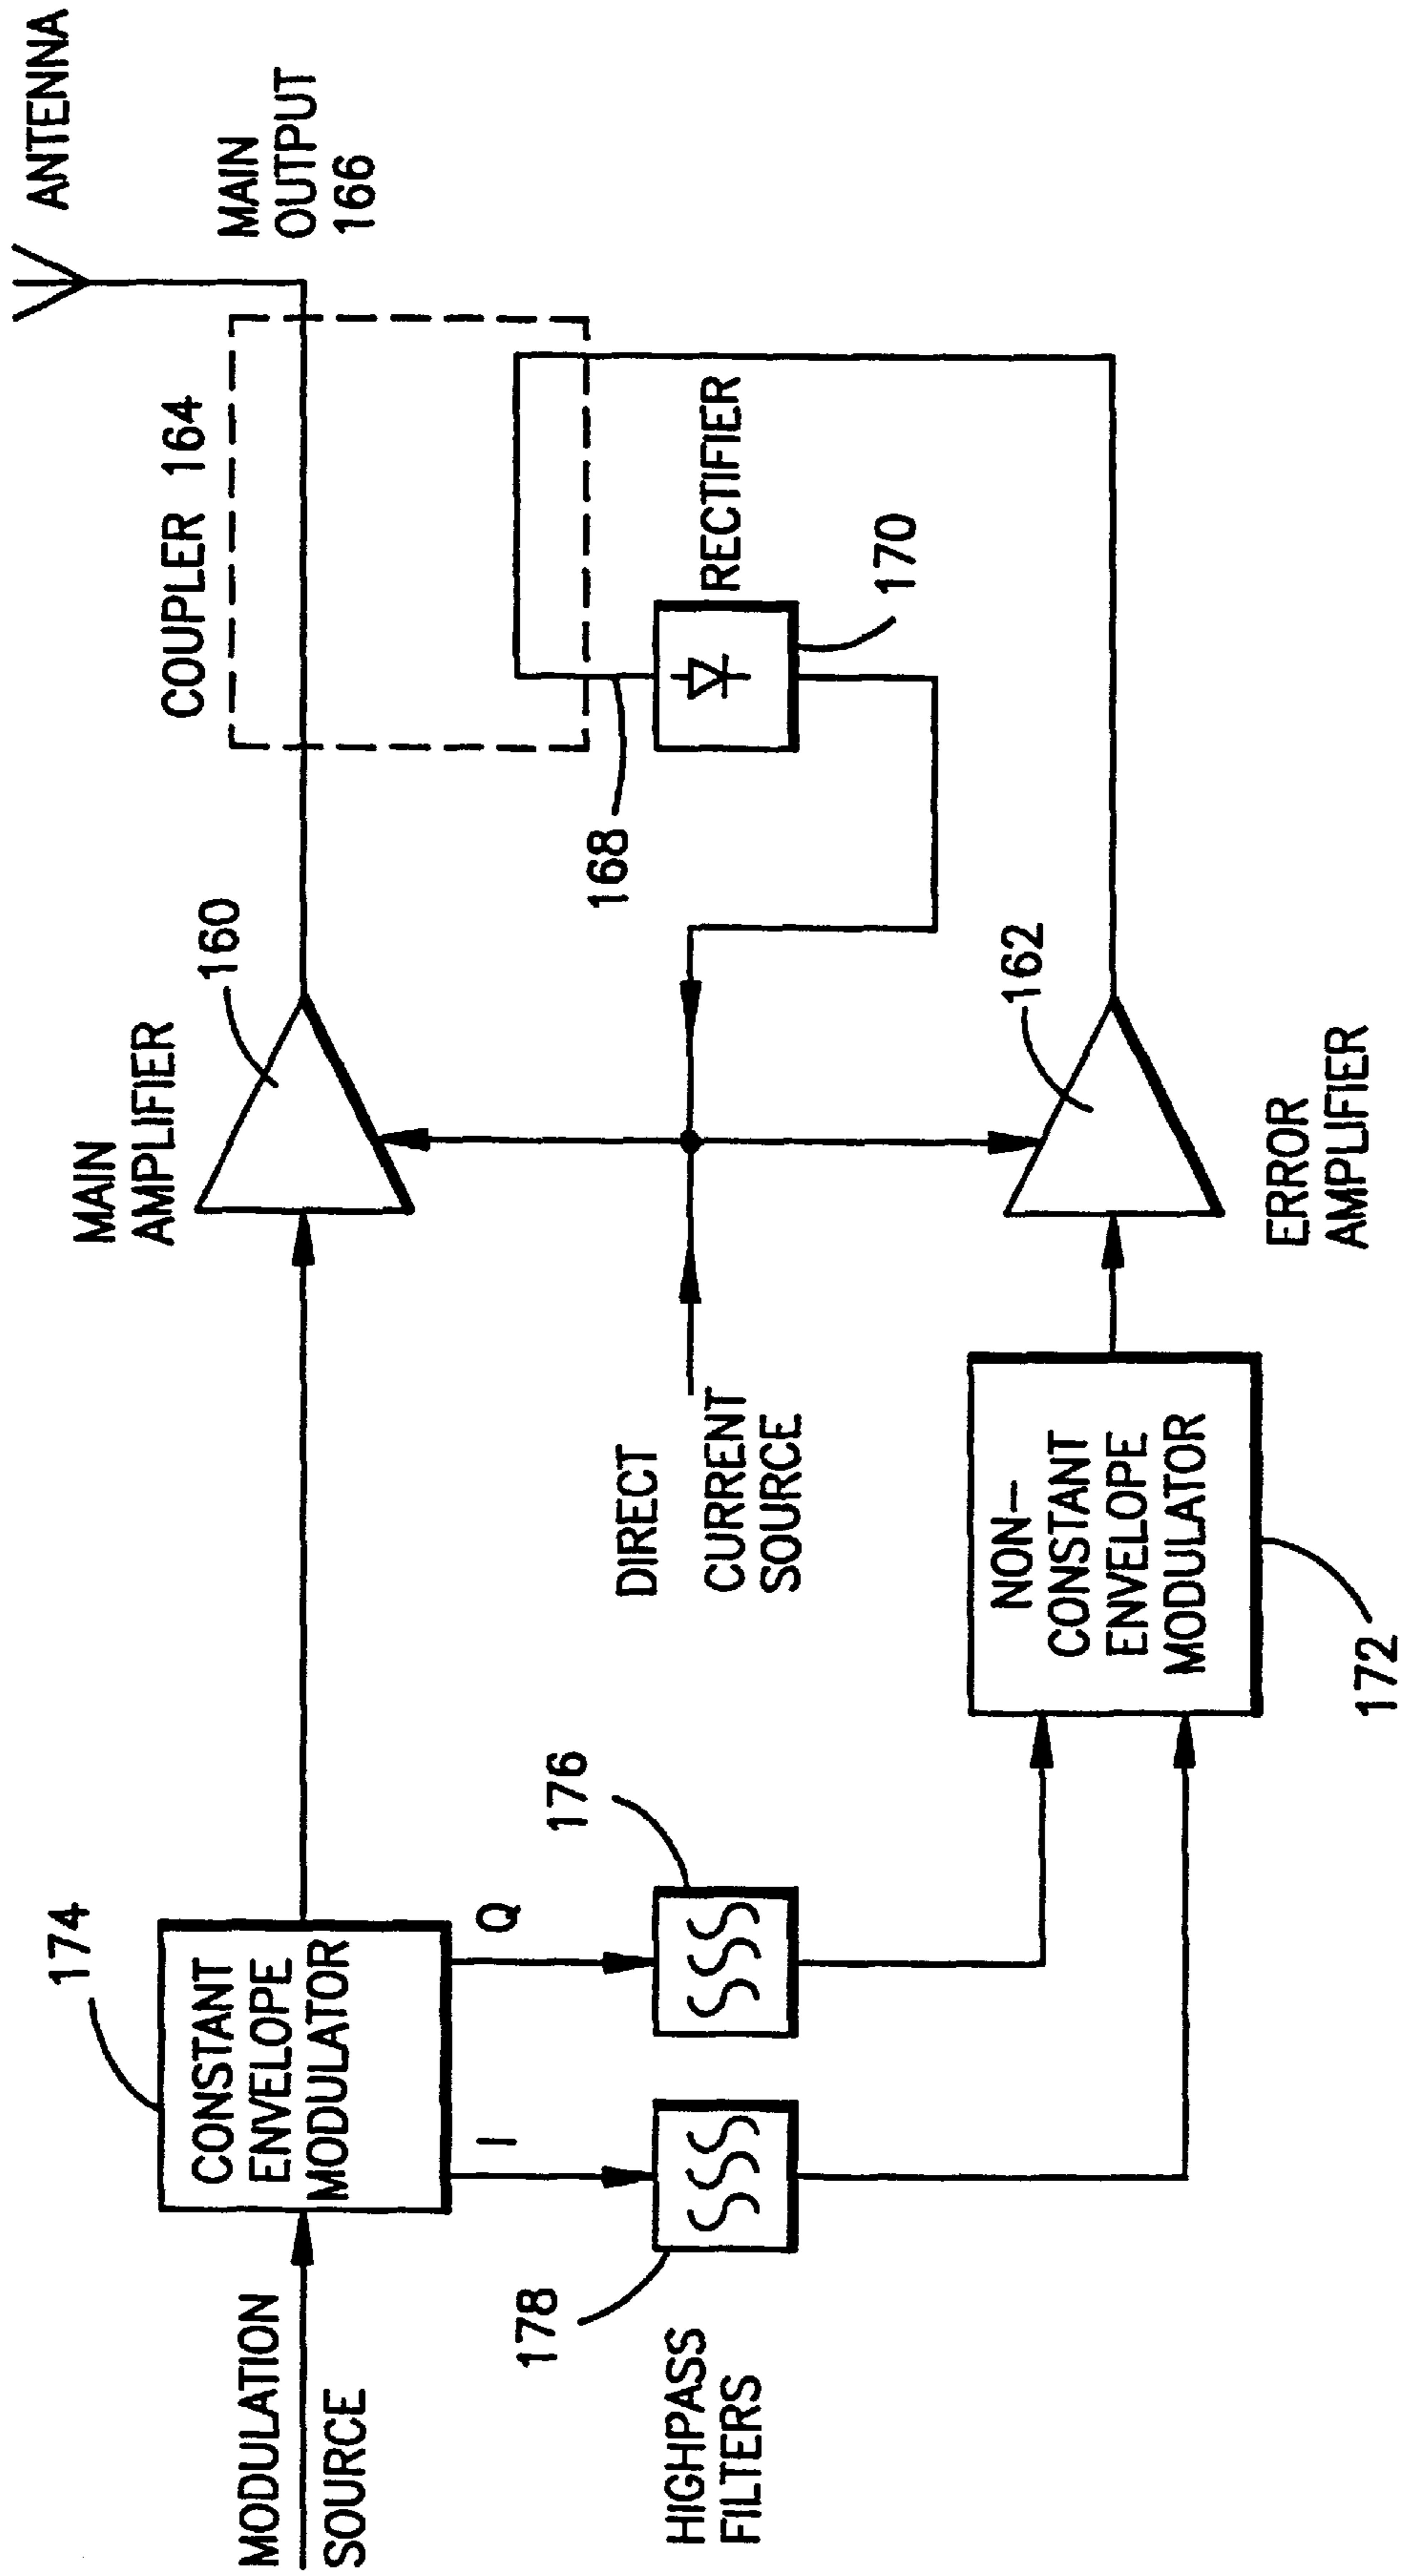 ANTENNA
MAIN
OUTPUT
166
COUPLER 164
MAIN
AMPLIFIER
160
168
RECTIFIER
170
174
CONSTANT
ENVELOPE
MODULATOR
MODULATION
SOURCE
I
Q
176
178
HIGHPASS
FILTERS
DIRECT
CURRENT
SOURCE
162
ERROR
AMPLIFIER
NON-
CONSTANT
ENVELOPE
MODULATOR
172